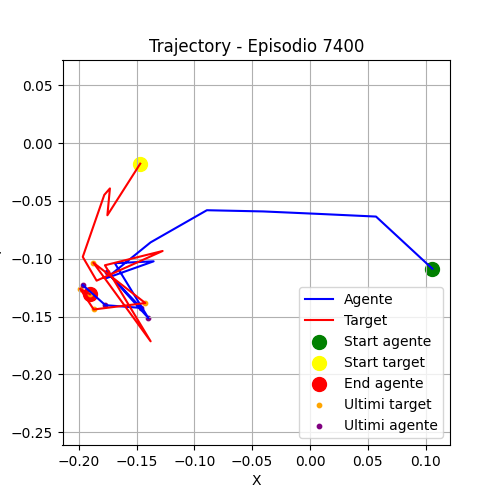 Trajectory - Episodio 7400
0.05
0.00
−0.05
−0.10
−0.15
−0.20
−0.25
−0.20 −0.15 −0.10 −0.05 0.00 0.05 0.10
X
Agente
Target
Start agente
Start target
End agente
Ultimi target
Ultimi agente